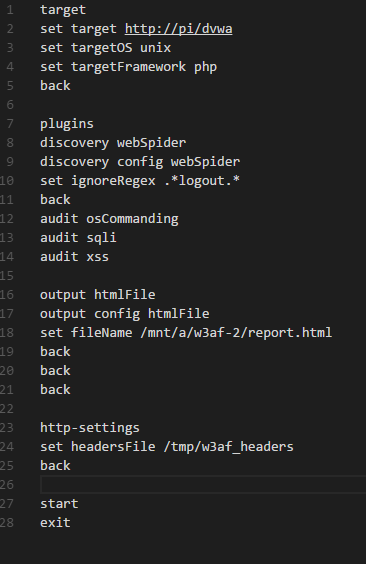 1 target
2 set target http://pi/dvwa
3 set targetOS unix
4 set targetFramework php
5 back
6
7 plugins
8 discovery webSpider
9 discovery config webSpider
10 set ignoreRegex .*logout.*
11 back
12 audit osCommanding
13 audit sqli
14 audit xss
15
16 output htmlFile
17 output config htmlFile
18 set fileName /mnt/a/w3af-2/report.html
19 back
20 back
21 back
22
23 http-settings
24 set headersFile /tmp/w3af_headers
25 back
26
27 start
28 exit